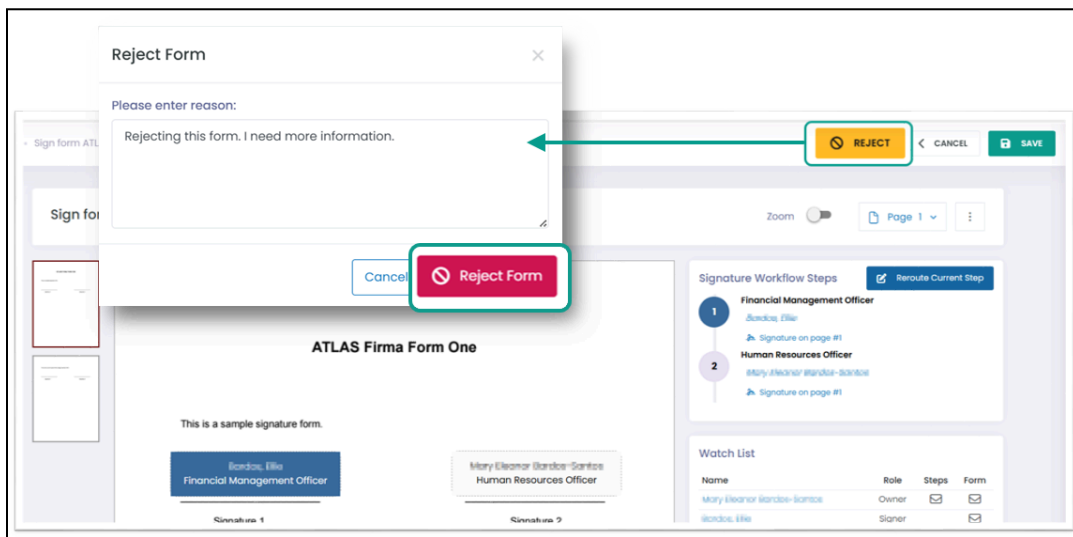 Reject Form
Please enter reason:
Rejecting this form. I need more information.
Cancel
Reject Form
Sign form ATL
REJECT
CANCEL
SAVE
Sign for
Zoom
Page 1
ATLAS Firma Form One
This is a sample signature form.
Financial Management Officer
Human Resources Officer
Signature 1
Signature 2
Signature Workflow Steps
Reroute Current Step
1
Financial Management Officer
Signature on page #1
2
Human Resources Officer
Signature on page #1
Watch List
Name Role Steps Form
Owner
Signer